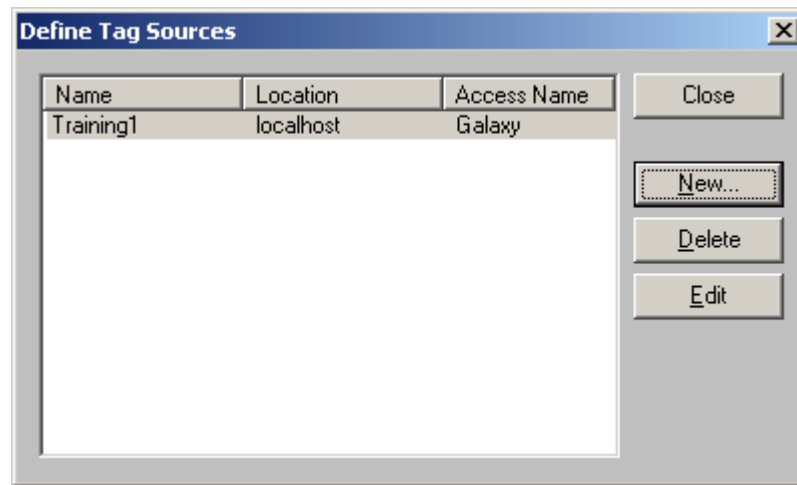 Define Tag Sources
Name Location Access Name
Training1 localhost Galaxy
Close
New...
Delete
Edit